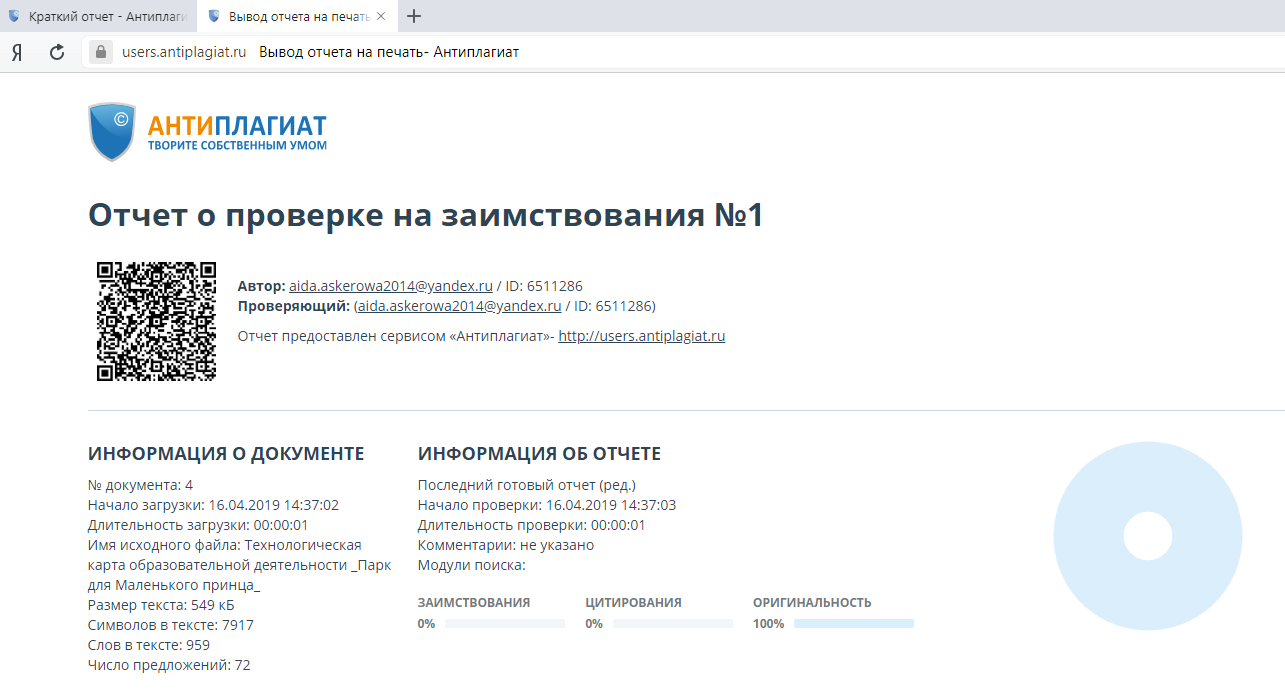 Краткий отчет - Антиплаги
Вывод отчета на печать
Я
users.antiplagiat.ru Вывод отчета на печать- Антиплагиат
©
АНТИПЛАГИАТ
ТВОРИТЕ СОБСТВЕННЫМ УМОМ
Отчет о проверке на заимствования №1
Автор: aida.askerowa2014@yandex.ru / ID: 6511286
Проверяющий: (aida.askerowa2014@yandex.ru / ID: 6511286)
Отчет предоставлен сервисом «Антиплагиат»- http://users.antiplagiat.ru
ИНФОРМАЦИЯ О ДОКУМЕНТЕ
№ документа: 4
Начало загрузки: 16.04.2019 14:37:02
Длительность загрузки: 00:00:01
Имя исходного файла: Технологическая
карта образовательной деятельности _Парк
для Маленького принца_
Размер текста: 549 кБ
Cимволов в тексте: 7917
Слов в тексте: 959
Число предложений: 72
ИНФОРМАЦИЯ ОБ ОТЧЕТЕ
Последний готовый отчет (ред.)
Начало проверки: 16.04.2019 14:37:03
Длительность проверки: 00:00:01
Комментарии: не указано
Модули поиска:
ЗАИМСТВОВАНИЯ
0%
ЦИТИРОВАНИЯ
0%
ОРИГИНАЛЬНОСТЬ
100%